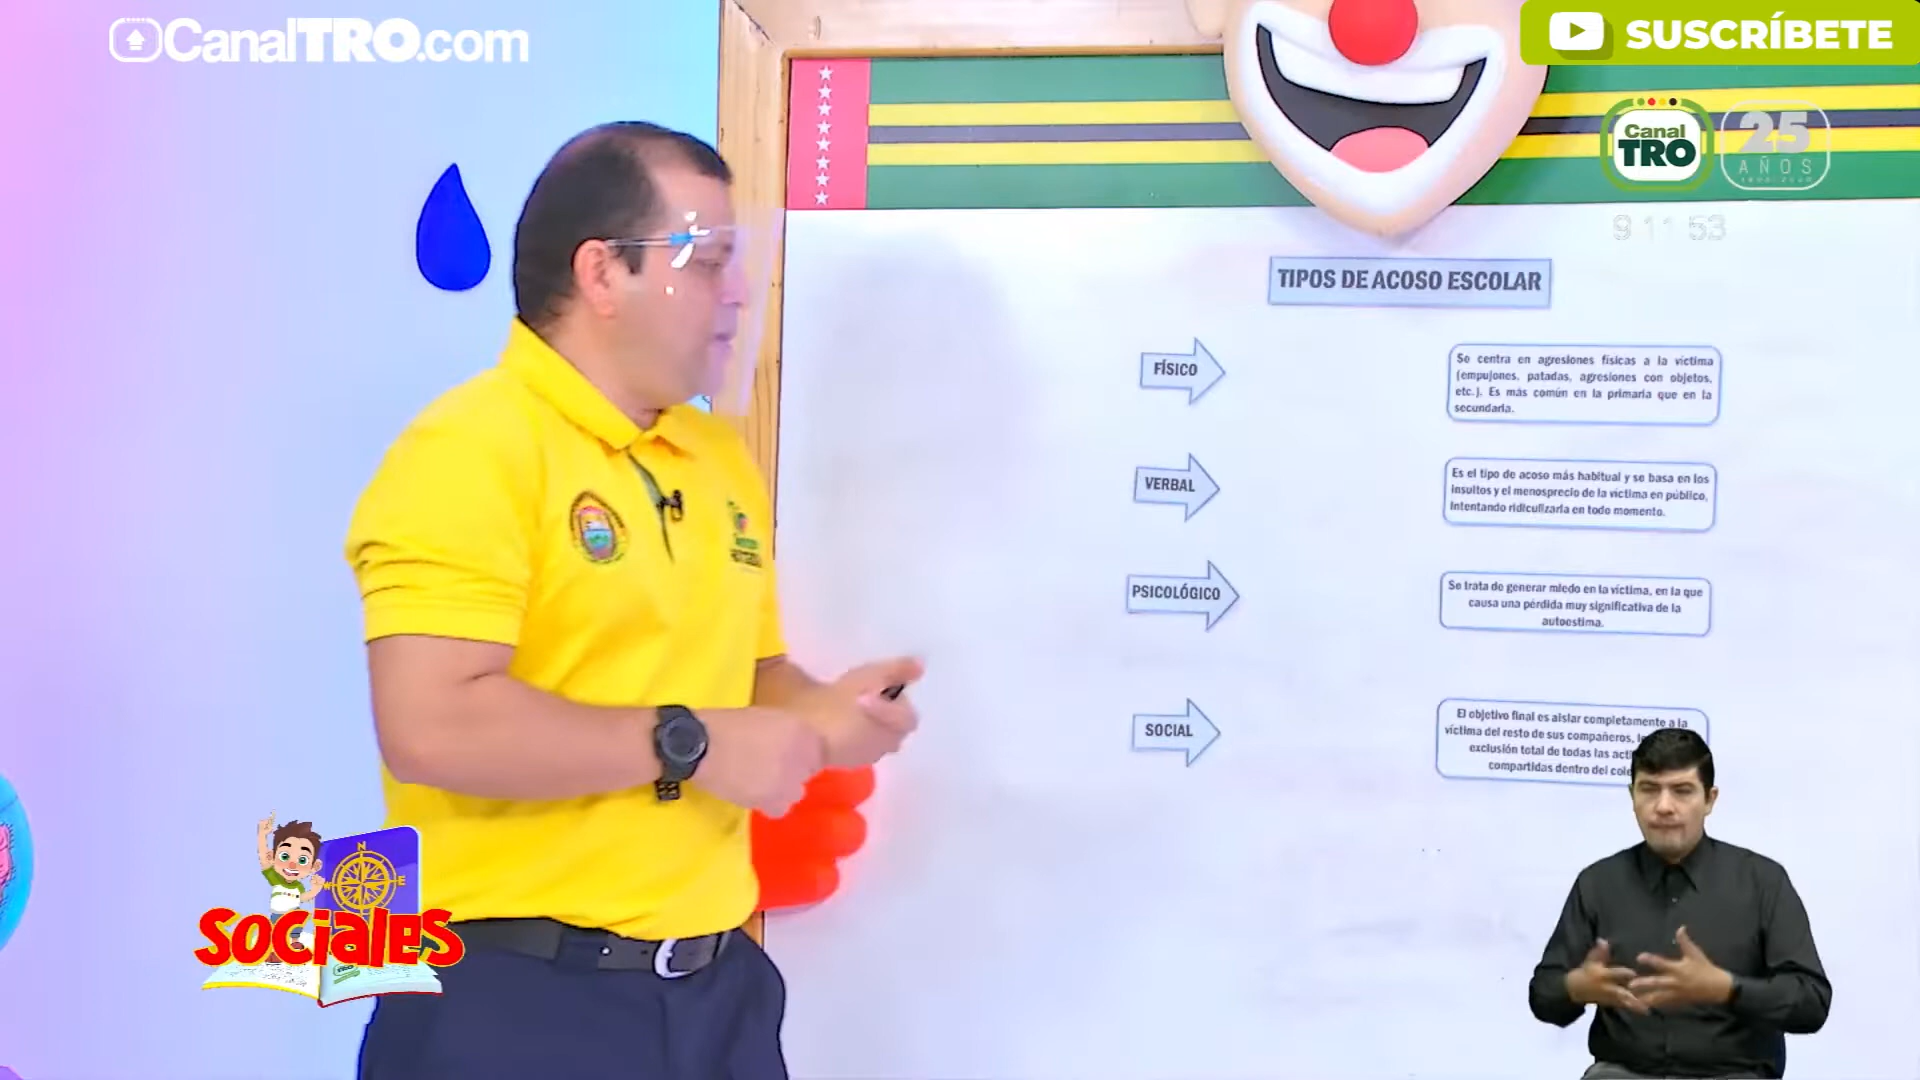 CanalTRO.com
SUSCRÍBETE
Canal
TRO
25
AÑOS
9 11 53
TIPOS DE ACOSO ESCOLAR
FÍSICO
Se centra en agresiones físicas a la víctima
(empujones, patadas, agresiones con objetos,
etc.). Es más común en la primaria que en la
secundaria.
VERBAL
Es el tipo de acoso más habitual y se basa en los
insultos y el menosprecio de la víctima en público,
intentando ridiculizarla en todo momento.
PSICOLÓGICO
Se trata de generar miedo en la víctima, en la que
causa una pérdida muy significativa de la
autoestima.
SOCIAL
El objetivo final es aislar completamente a la
víctima del resto de sus compañeros,
exclusión total de todas las
compartidas dentro del
N
W
E
SOCIALES
TRO